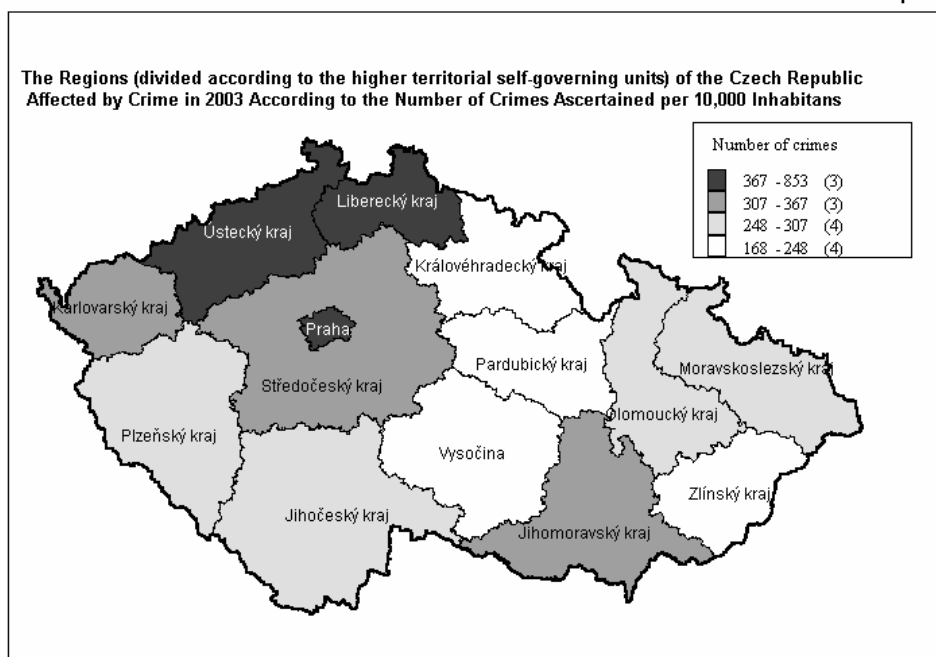 The Regions (divided according to the higher territorial self-governing units) of the Czech Republic
Affected by Crime in 2003 According to the Number of Crimes Ascertained per 10,000 Inhabitans
Number of crimes
367 - 853 (3)
307 - 367 (3)
248 - 307 (4)
168 - 248 (4)
Liberecký kraj
Ústecký kraj
Královéhradecký kraj
Karlovarský kraj
Praha
Pardubický kraj
Moravskoslezský kraj
Středočeský kraj
Olomoucký kraj
Plzeňský kraj
Vysočina
Zlínský kraj
Jihočeský kraj
Jihomoravský kraj